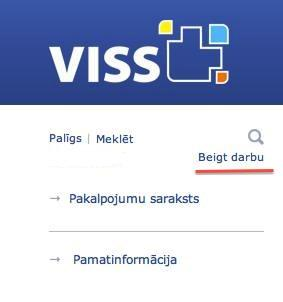 VISS
Palīgs | Meklēt
Beigt darbu
→ Pakalpojumu saraksts
→ Pamatinformācija